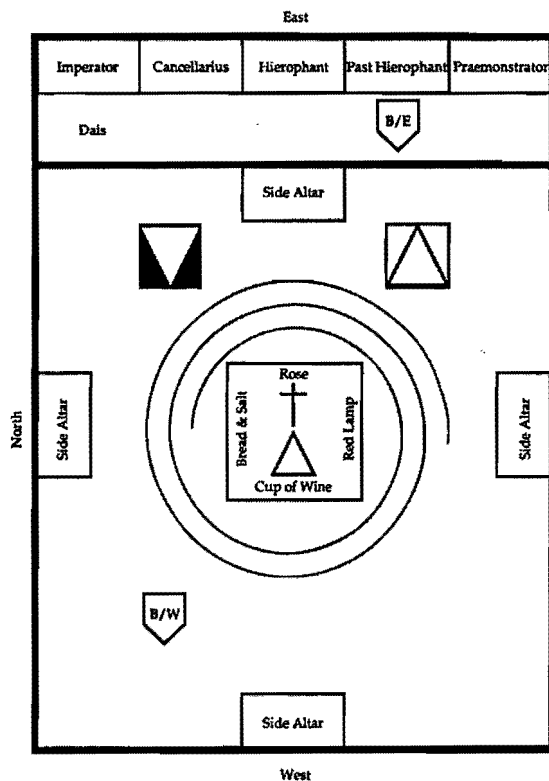 East
Imperator
Cancellarius
Hierophant
Past Hierophant
Praemonstrator
Dais
B/E
Side Altar
North
Side Altar
Bread & Salt
Rose
Red Lamp
Cup of Wine
Side Altar
B/W
Side Altar
West